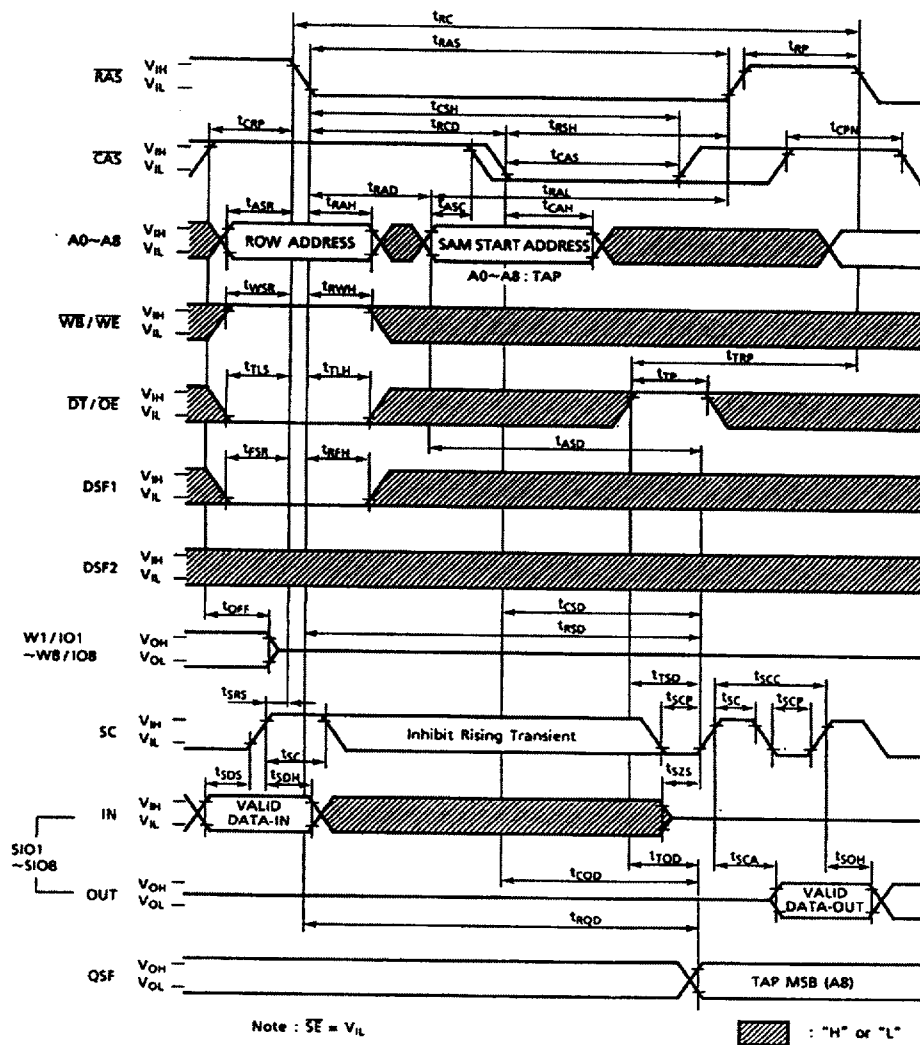 tRC
tRAS
tRP
RAS VIH
VIL
tCSH
tCRP tRCD tRSH tCPN
CAS VIH
VIL
tCAS
tRAD tRAL
tASR tRAH tASC tCAH
A0~A8 VIH
VIL
ROW ADDRESS SAM START ADDRESS
A0~A8 : TAP
tWSR tRWH
WB / WE VIH
VIL
tTRP
tTLS tTLH tTP
DT / OE VIH
VIL
tASD
tFSR tRFH
DSF1 VIH
VIL
DSF2 VIH
VIL
tOFF tCSD
W1 / IO1
~W8 / IO8
VOH
VOL
tRSD
tTSD tSCC
tSRS tSCP tSC tSCP
SC VIH
VIL
Inhibit Rising Transient
tSC
tSDS tSDH tSZS
IN VIH
VIL
VALID
DATA-IN
SIO1
~SIO8
tTOD tSCA tSOH
tCQD
OUT VOH
VOL
VALID
DATA-OUT
tRQD
QSF VOH
VOL
TAP MSB (A8)
Note : SE = VIL
: "H" or "L"